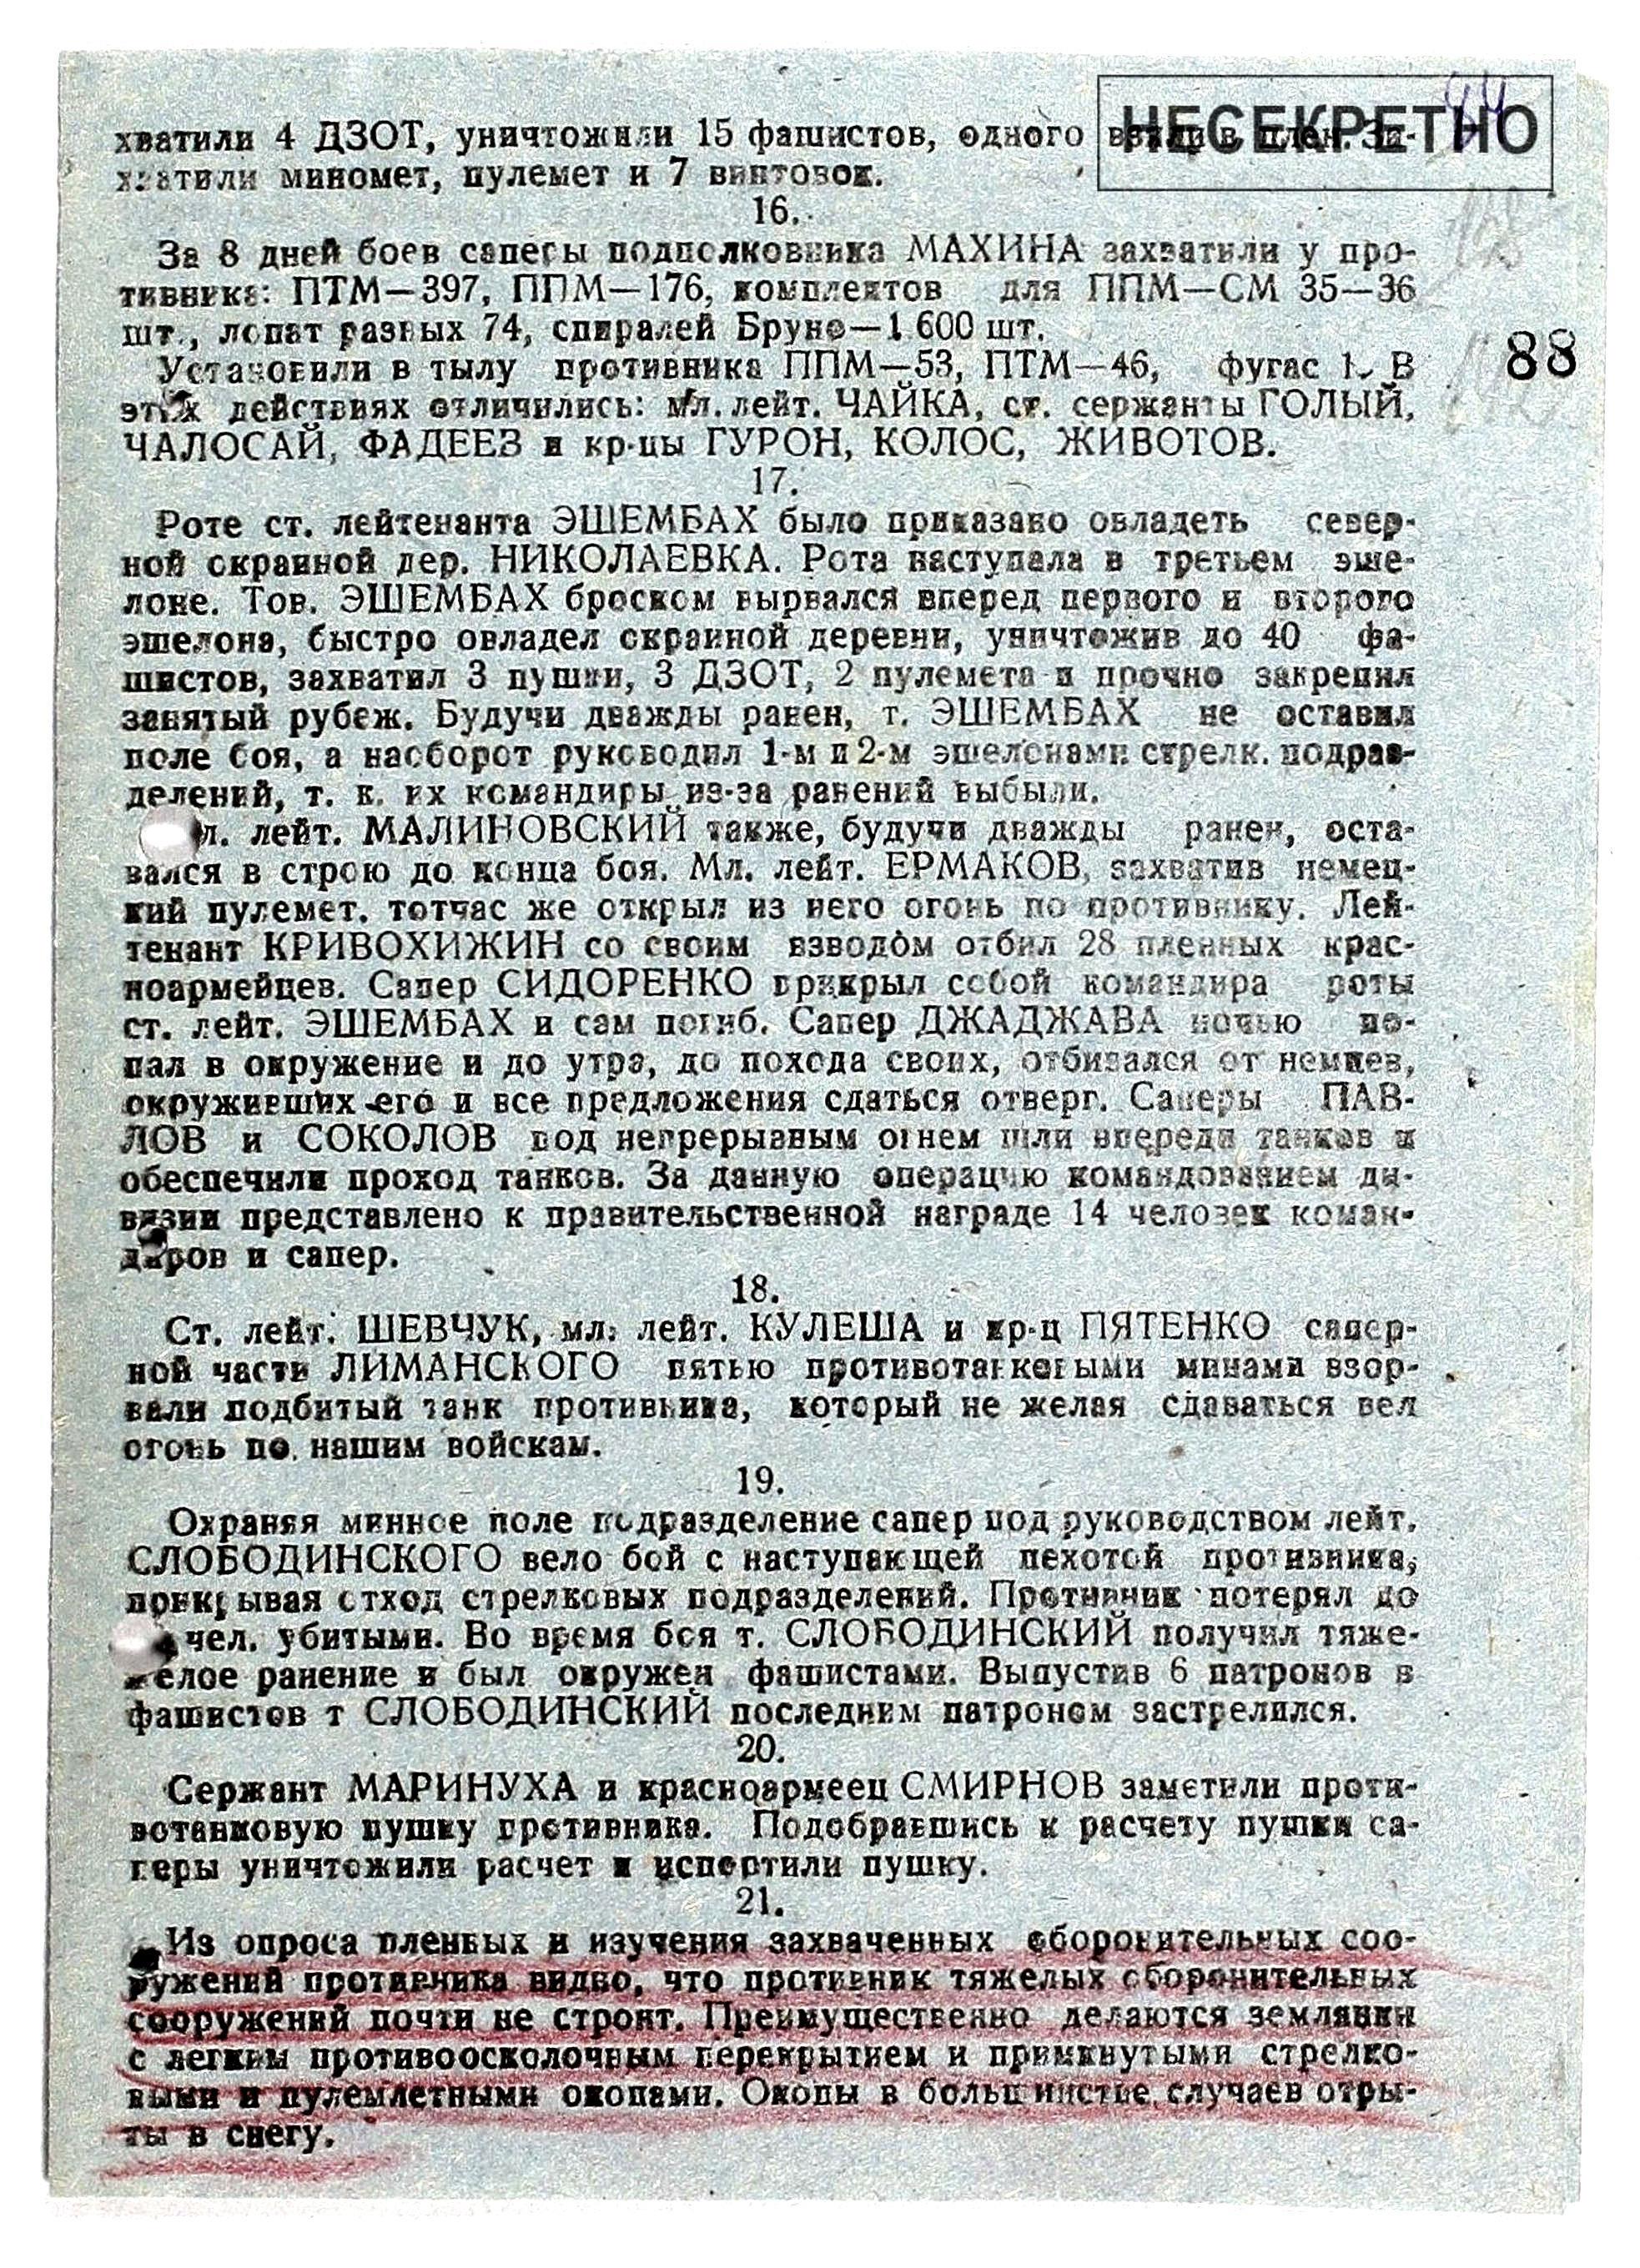 НЕСЕКРЕТНО
44
хватили 4 ДЗОТ, уничтожили 15 фашистов, одного взяли в плен. За-
хватили миномет, пулемет и 7 винтовок.
16.
За 8 дней боев саперы подполковника МАХИНА захватили у про-
тивника: ПТМ—397, ППМ—176, комплектов для ППМ—СМ 35—36
шт., лопат разных 74, спиралей Бруно—1.600 шт.
88
Установили в тылу противника ППМ—53, ПТМ—46, фугас 1. В
этих действиях отличились: мл. лейт. ЧАЙКА, ст. сержанты ГОЛЫЙ,
ЧАЛОСАЙ, ФАДЕЕВ и кр-цы ГУРОН, КОЛОС, ЖИВОТОВ.
17.
Роте ст. лейтенанта ЭШЕМБАХ было приказано овладеть север-
ной окраиной дер. НИКОЛАЕВКА. Рота наступала в третьем эше-
лоне. Тов. ЭШЕМБАХ броском вырвался вперед первого и второго
эшелона, быстро овладел окраиной деревни, уничтожив до 40 фа-
шистов, захватил 3 пушки, 3 ДЗОТ, 2 пулемета и прочно закрепил
занятый рубеж. Будучи дважды ранен, т. ЭШЕМБАХ не оставил
поле боя, а наоборот руководил 1-м и 2-м эшелонами стрелк. подраз-
делений, т. к. их командиры из-за ранений выбыли.
л. лейт. МАЛИНОВСКИЙ также, будучи дважды ранен, оста-
вался в строю до конца боя. Мл. лейт. ЕРМАКОВ, захватив немец-
кий пулемет, тотчас же открыл из него огонь по противнику. Лей-
тенант КРИВОХИЖИН со своим взводом отбил 28 пленных крас-
ноармейцев. Сапер СИДОРЕНКО прикрыл собой командира роты
ст. лейт. ЭШЕМБАХ и сам погиб. Сапер ДЖАДЖАВА ночью по-
пал в окружение и до утра, до похода своих, отбивался от немцев,
окруживших его и все предложения сдаться отверг. Саперы ПАВ-
ЛОВ и СОКОЛОВ под непрерывным огнем шли впереди танков и
обеспечили проход танков. За данную операцию командованием ди-
визии представлено к правительственной награде 14 человек коман-
диров и сапер.
18.
Ст. лейт. ШЕВЧУК, мл. лейт. КУЛЕША и кр-ц ПЯТЕНКО сапер-
ной части ЛИМАНСКОГО пятью противотанковыми минами взор-
вали подбитый танк противника, который не желая сдаваться вел
огонь по нашим войскам.
19.
Охраняя минное поле подразделение сапер под руководством лейт.
СЛОБОДИНСКОГО вело бой с наступающей пехотой противника,
прикрывая отход стрелковых подразделений. Противник потерял до
чел. убитыми. Во время боя т. СЛОБОДИНСКИЙ получил тяже-
желое ранение и был окружен фашистами. Выпустив 6 патронов в
фашистов т СЛОБОДИНСКИЙ последним патроном застрелился.
20.
Сержант МАРИНУХА и красноармеец СМИРНОВ заметили проти-
вотанковую пушку противника. Подобравшись к расчету пушки са-
перы уничтожили расчет и испортили пушку.
21.
Из опроса пленных и изучения захваченных оборонительных соо-
ружений противника видно, что противник тяжелых оборонительных
сооружений почти не строит. Преимущественно делаются землянки
с легким противоосколочным перекрытием и примкнутыми стрелко-
выми и пулемлетными окопами. Окопы в большинстве случаев отры-
ты в снегу.